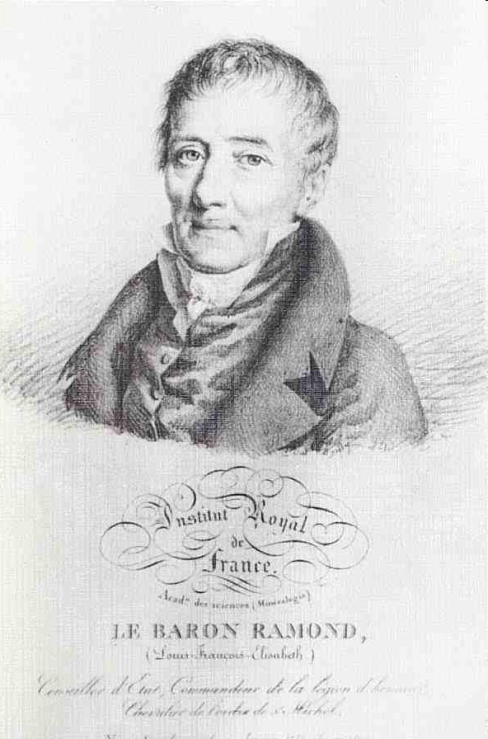 Institut Royal
de
France.
Acad.ie des sciences (Minéralogie)
LE BARON RAMOND,
(Louis-François-Elisabeth.)
Conseiller d'Etat, Commandeur de la légion d'honneur,
Chevalier de l'ordre de St. Michel,